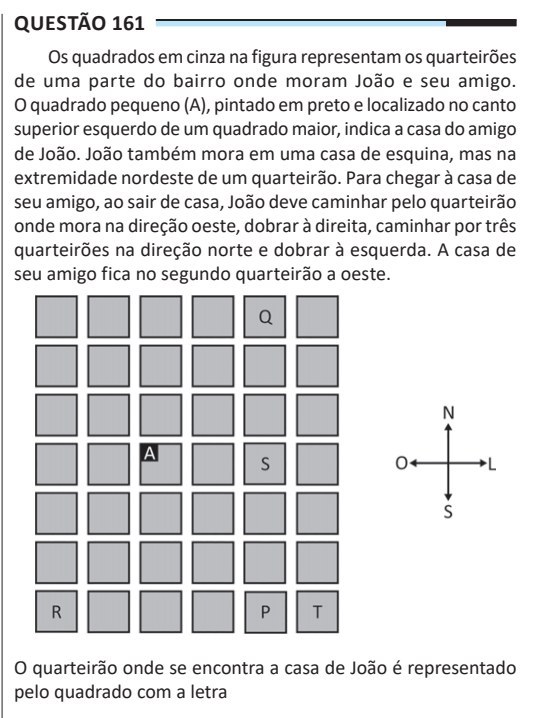 QUESTÃO 161
Os quadrados em cinza na figura representam os quarteirões
de uma parte do bairro onde moram João e seu amigo.
O quadrado pequeno (A), pintado em preto e localizado no canto
superior esquerdo de um quadrado maior, indica a casa do amigo
de João. João também mora em uma casa de esquina, mas na
extremidade nordeste de um quarteirão. Para chegar à casa de
seu amigo, ao sair de casa, João deve caminhar pelo quarteirão
onde mora na direção oeste, dobrar à direita, caminhar por três
quarteirões na direção norte e dobrar à esquerda. A casa de
seu amigo fica no segundo quarteirão a oeste.
Q
N
A
S
O
L
S
R
P
T
O quarteirão onde se encontra a casa de João é representado
pelo quadrado com a letra